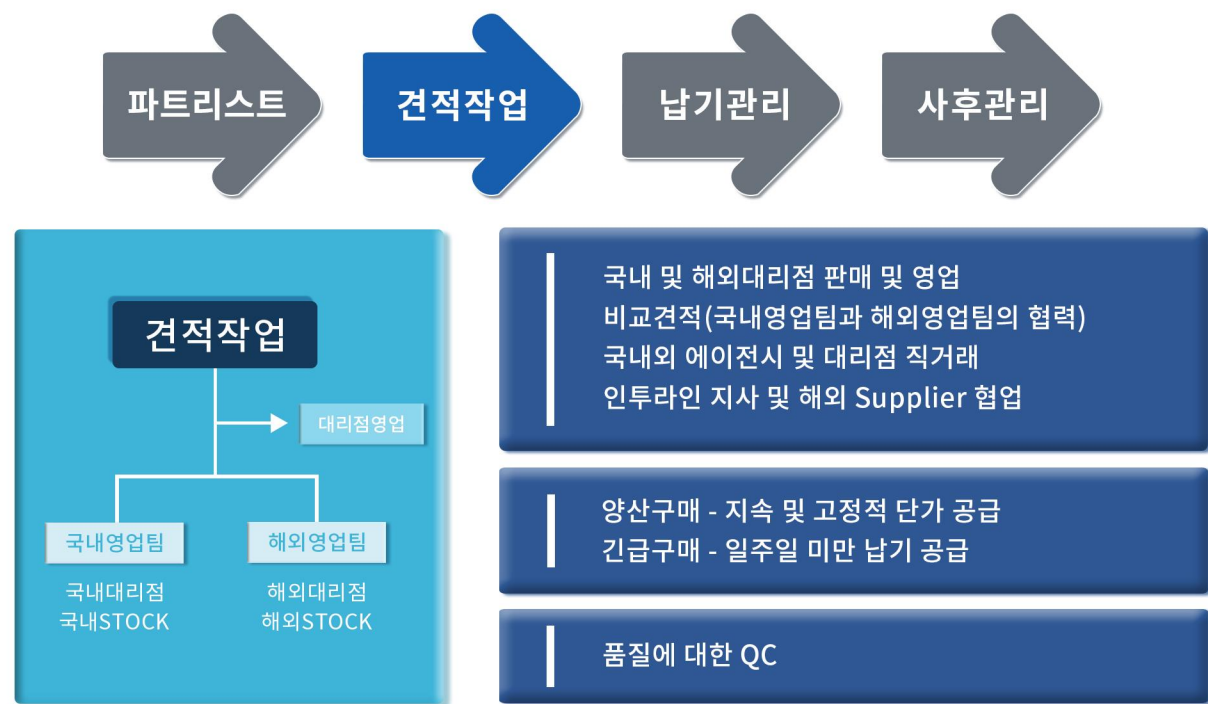 파트리스트
견적작업
납기관리
사후관리
견적작업
대리점영업
국내영업팀
해외영업팀
국내대리점
국내STOCK
해외대리점
해외STOCK
국내 및 해외대리점 판매 및 영업
비교견적(국내영업팀과 해외영업팀의 협력)
국내외 에이전시 및 대리점 직거래
인투라인 지사 및 해외 Supplier 협업
양산구매 - 지속 및 고정적 단가 공급
긴급구매 - 일주일 미만 납기 공급
품질에 대한 QC